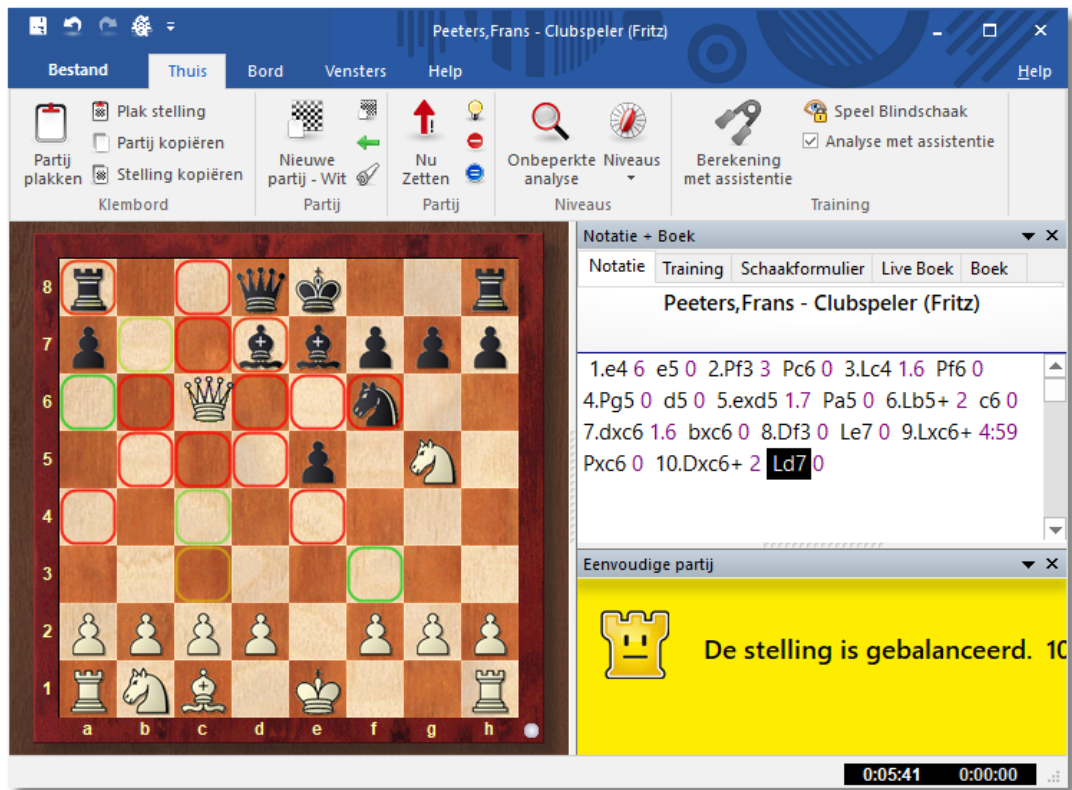 Peeters,Frans - Clubspeler (Fritz)
Bestand Thuis Bord Vensters Help Help
Partij plakken
Plak stelling
Partij kopiëren
Stelling kopiëren
Klembord
Nieuwe partij - Wit
Partij
Nu Zetten
Partij
Onbeperkte analyse
Niveaus
Niveaus
Berekening met assistentie
Speel Blindschaak
Analyse met assistentie
Training
8
7
6
5
4
3
2
1
a b c d e f g h
Notatie + Boek
Notatie Training Schaakformulier Live Boek Boek
Peeters,Frans - Clubspeler (Fritz)
1.e4 6 e5 0 2.Pf3 3 Pc6 0 3.Lc4 1.6 Pf6 0
4.Pg5 0 d5 0 5.exd5 1.7 Pa5 0 6.Lb5+ 2 c6 0
7.dxc6 1.6 bxc6 0 8.Df3 0 Le7 0 9.Lxc6+ 4:59
Pxc6 0 10.Dxc6+ 2 Ld7 0
Eenvoudige partij
De stelling is gebalanceerd. 10
0:05:41 0:00:00